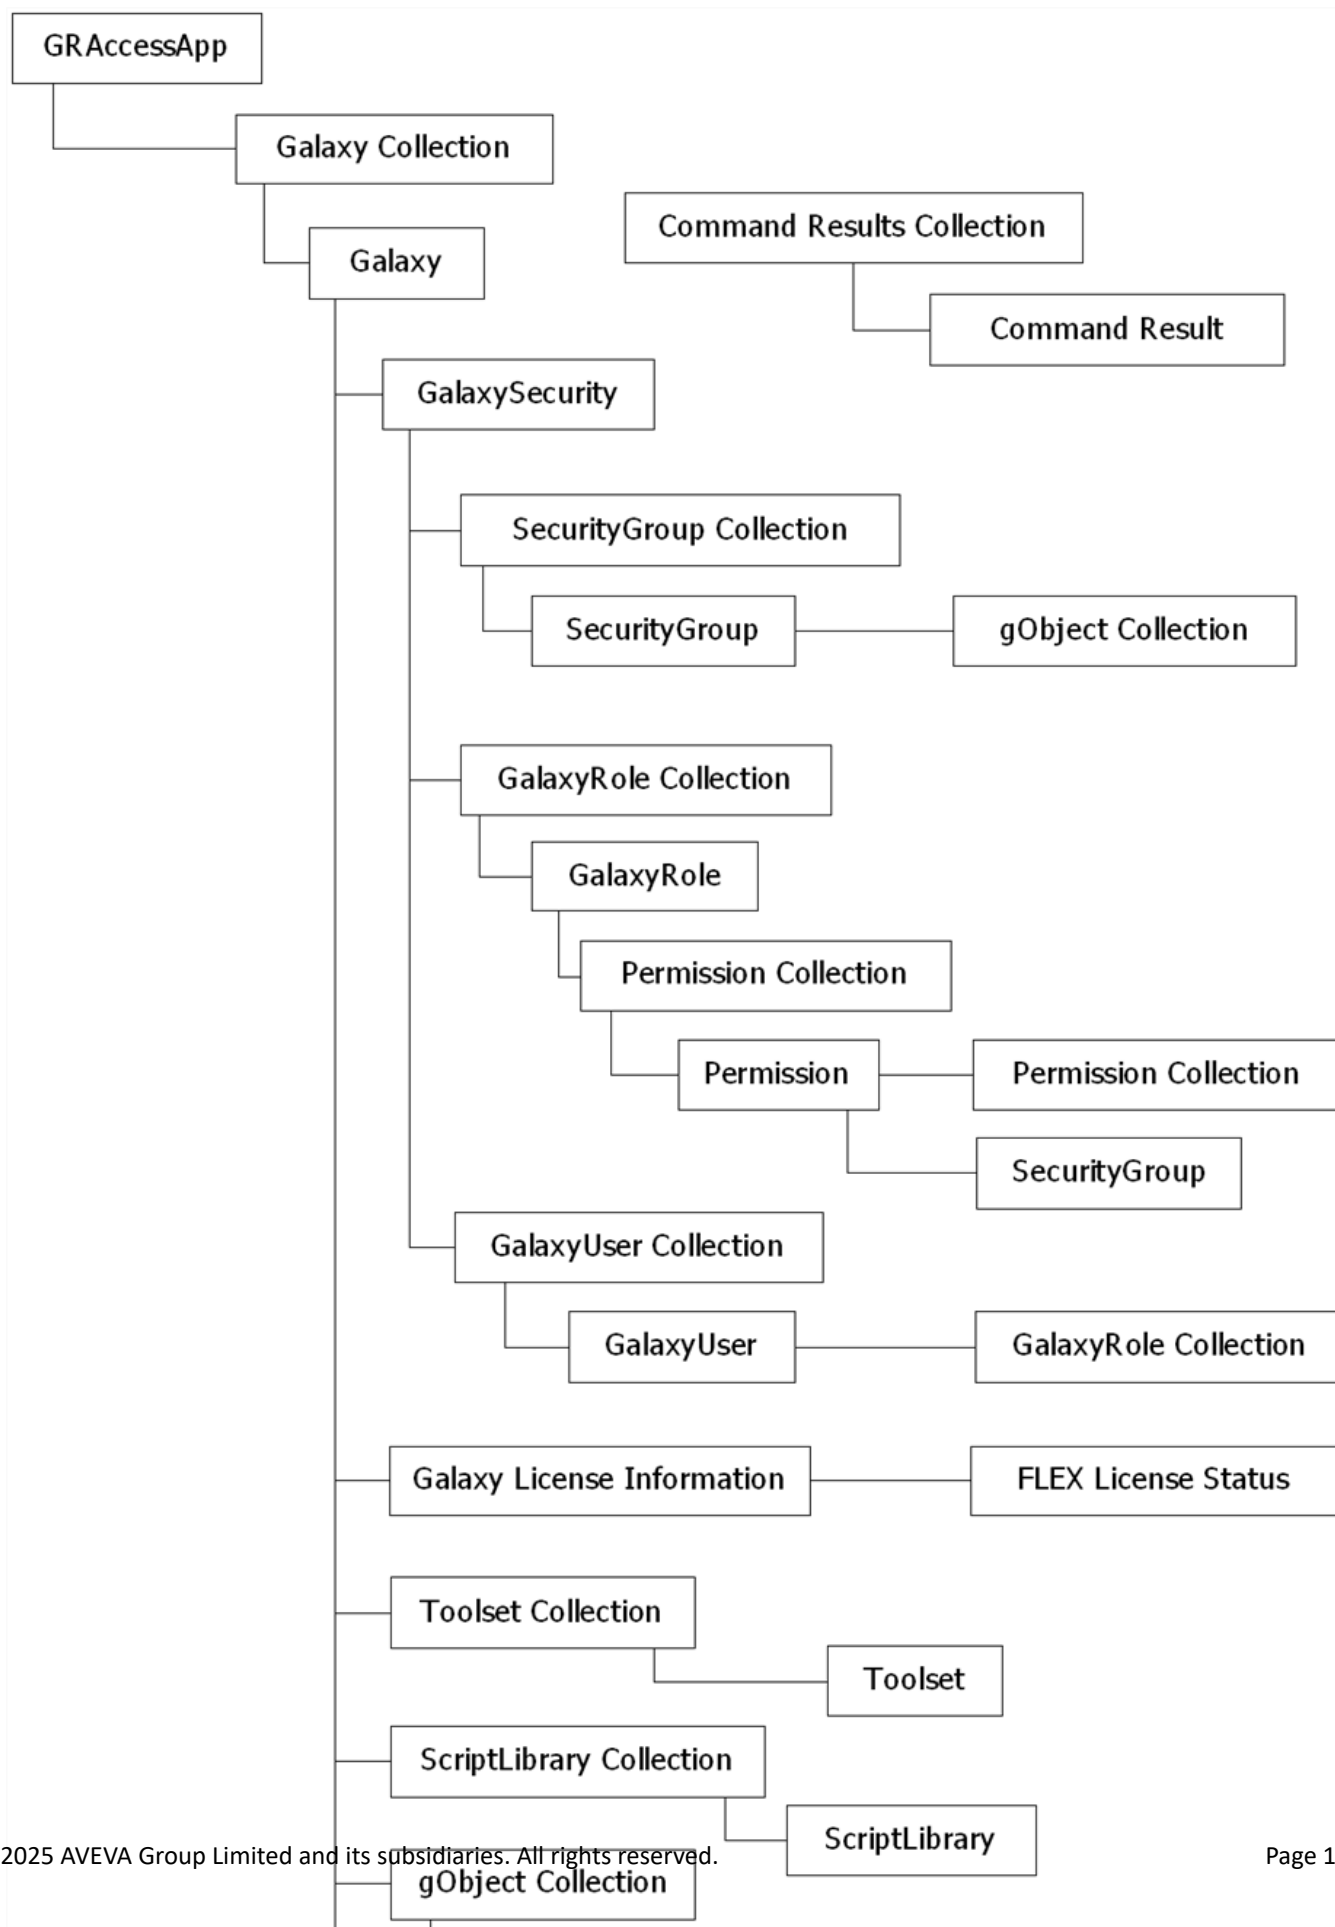 GRAccessApp
Galaxy Collection
Command Results Collection
Galaxy
Command Result
GalaxySecurity
SecurityGroup Collection
SecurityGroup
gObject Collection
GalaxyRole Collection
GalaxyRole
Permission Collection
Permission
Permission Collection
SecurityGroup
GalaxyUser Collection
GalaxyUser
GalaxyRole Collection
Galaxy License Information
FLEX License Status
Toolset Collection
Toolset
ScriptLibrary Collection
ScriptLibrary
2025 AVEVA Group Limited and its subsidiaries. All rights reserved.
Page 1
gObject Collection